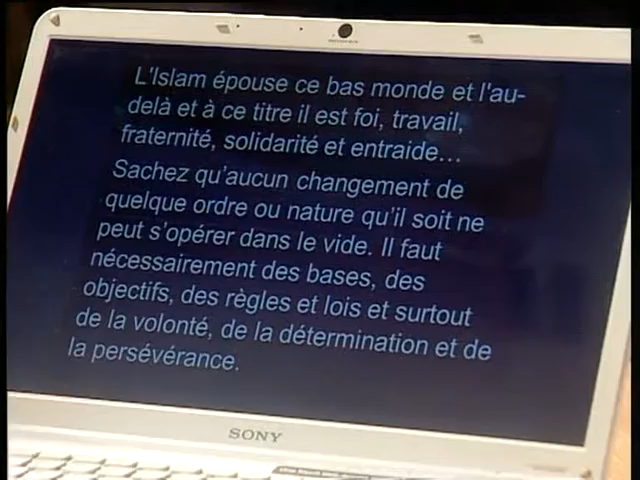 L'Islam épouse ce bas monde et l'au-
delà et à ce titre il est foi, travail,
fraternité, solidarité et entraide...
Sachez qu'aucun changement de
quelque ordre ou nature qu'il soit ne
peut s'opérer dans le vide. Il faut
nécessairement des bases, des
objectifs, des règles et lois et surtout
de la volonté, de la détermination et de
la persévérance.
SONY